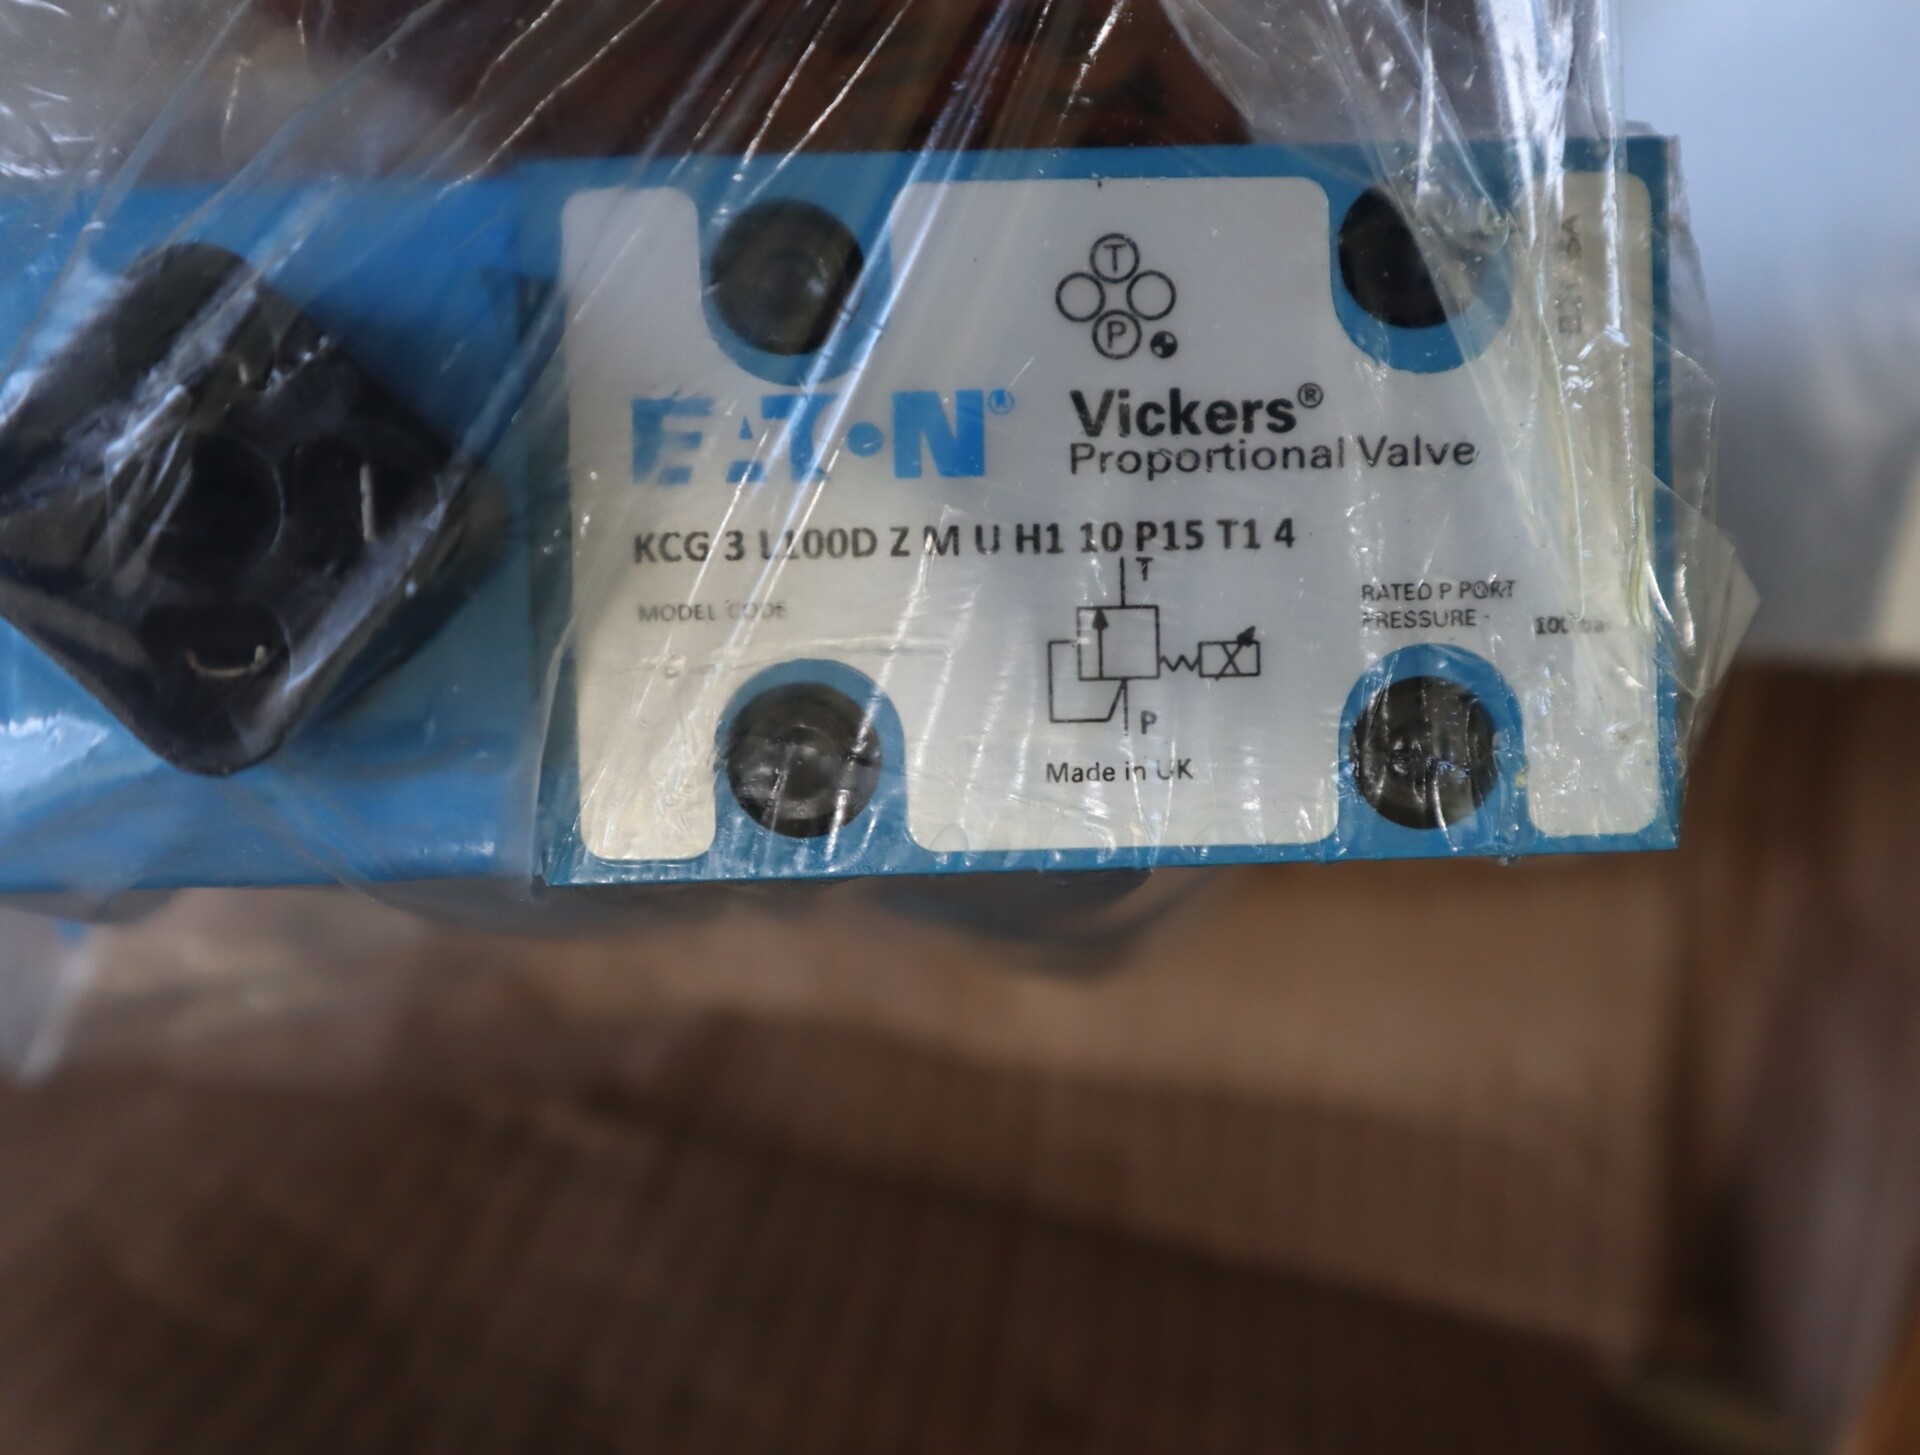 T
P
EATON®
Vickers®
Proportional Valve
KCG 3 L100D Z M U H1 10 P15 T1 4
T
MODEL CODE
RATED P PORT
PRESSURE -
P
Made in UK